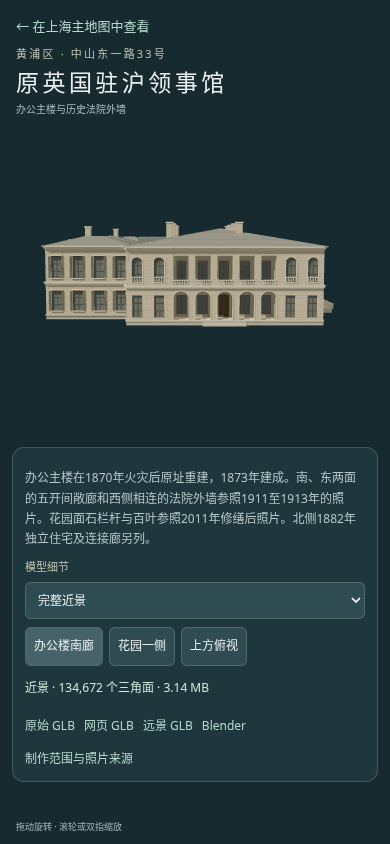 ← 在上海主地图中查看
黄浦区 · 中山东一路33号
原英国驻沪领事馆
办公主楼与历史法院外墙
办公主楼在1870年火灾后原址重建，1873年建成。南、东两面
的五开间敞廊和西侧相连的法院外墙参照1911至1913年的照
片。花园面石栏杆与百叶参照2011年修缮后照片。北侧1882年
独立住宅及连接廊另列。
模型细节
完整近景
办公楼南廊 花园一侧 上方俯视
近景 · 134,672 个三角面 · 3.14 MB
原始 GLB 网页 GLB 远景 GLB Blender
制作范围与照片来源
拖动旋转 · 滚轮或双指缩放